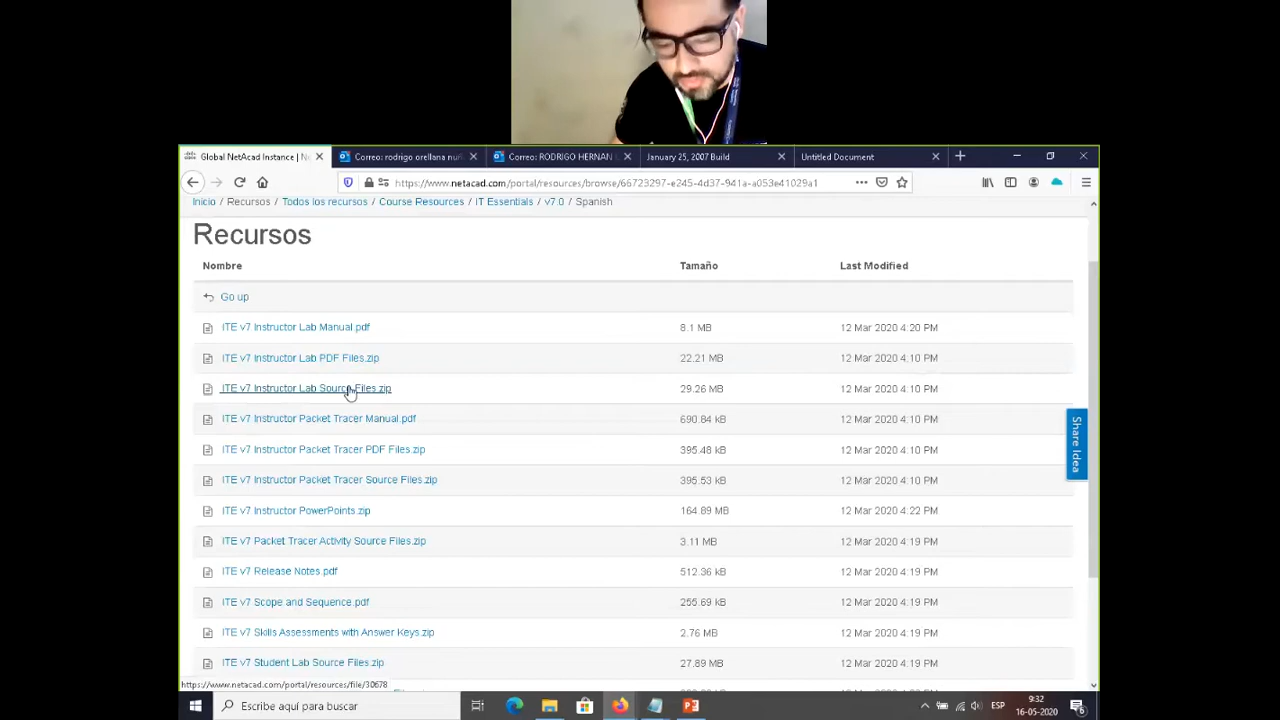 Global NetAcad Instance | N
Correo: rodrigo orellana
Correo: RODRIGO HERNAN
January 25, 2007 Build
Untitled Document
https://www.netacad.com/portal/resources/browse/66723297-e245-4d37-941a-a053e41029a1
Inicio / Recursos / Todos los recursos / Course Resources / IT Essentials / v7.0 / Spanish
Recursos
Nombre Tamaño Last Modified
Go up
ITE v7 Instructor Lab Manual.pdf 8.1 MB 12 Mar 2020 4:20 PM
ITE v7 Instructor Lab PDF Files.zip 22.21 MB 12 Mar 2020 4:10 PM
ITE v7 Instructor Lab Source Files.zip 29.26 MB 12 Mar 2020 4:10 PM
ITE v7 Instructor Packet Tracer Manual.pdf 690.84 kB 12 Mar 2020 4:10 PM
ITE v7 Instructor Packet Tracer PDF Files.zip 395.48 kB 12 Mar 2020 4:10 PM
ITE v7 Instructor Packet Tracer Source Files.zip 395.53 kB 12 Mar 2020 4:10 PM
ITE v7 Instructor PowerPoints.zip 164.89 MB 12 Mar 2020 4:22 PM
ITE v7 Packet Tracer Activity Source Files.zip 3.11 MB 12 Mar 2020 4:19 PM
ITE v7 Release Notes.pdf 512.36 kB 12 Mar 2020 4:19 PM
ITE v7 Scope and Sequence.pdf 255.69 kB 12 Mar 2020 4:19 PM
ITE v7 Skills Assessments with Answer Keys.zip 2.76 MB 12 Mar 2020 4:19 PM
ITE v7 Student Lab Source Files.zip 27.89 MB 12 Mar 2020 4:19 PM
Share Idea
https://www.netacad.com/portal/resources/file/30678
Escribe aquí para buscar
ESP
9:32
16-05-2020
6